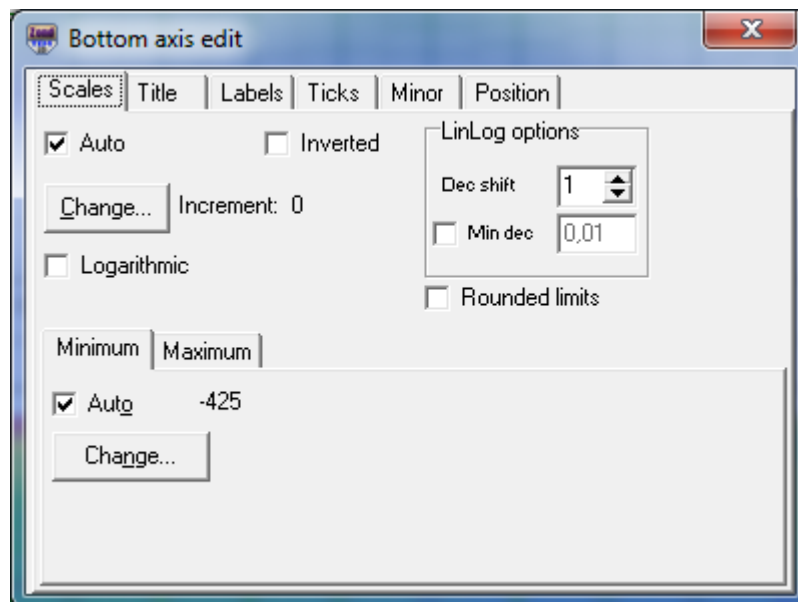 Bottom axis edit
Scales Title Labels Ticks Minor Position
Auto Inverted LinLog options
Dec shift 1
Change... Increment: 0
Min dec 0,01
Logarithmic
Rounded limits
Minimum Maximum
Auto -425
Change...